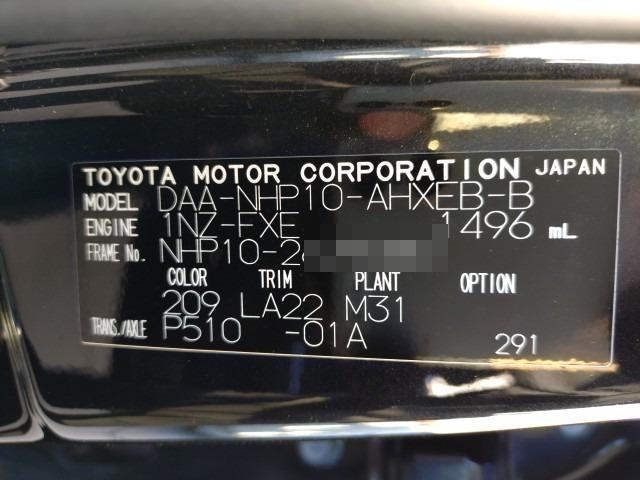 TOYOTA MOTOR CORPORATION JAPAN
MODEL DAA-NHP10-AHXEB-B
ENGINE 1NZ-FXE 1496 mL
FRAME No. NHP10-2
COLOR TRIM PLANT OPTION
209 LA22 M31
TRANS./AXLE P510 -01A
291